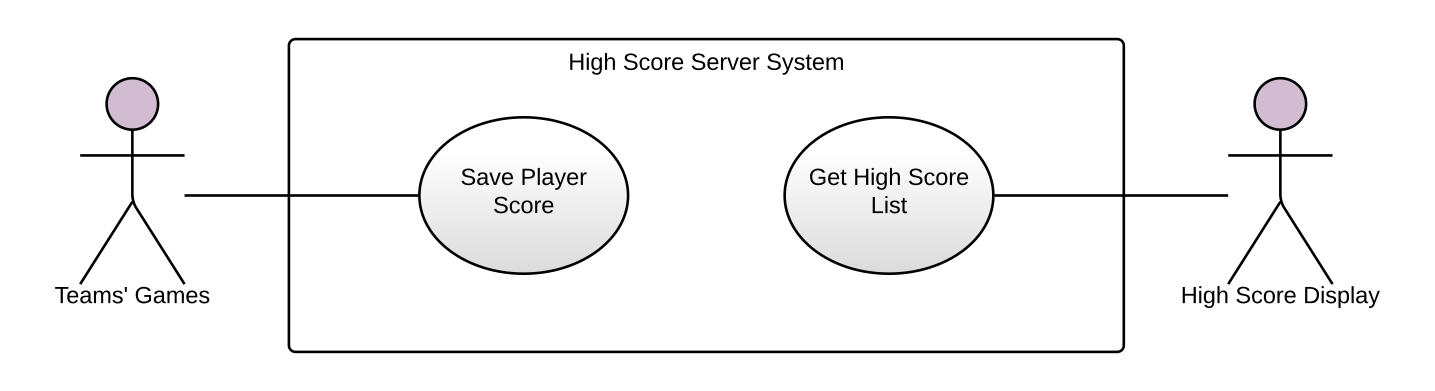 High Score Server System
Save Player
Score
Get High Score
List
Teams' Games
High Score Display